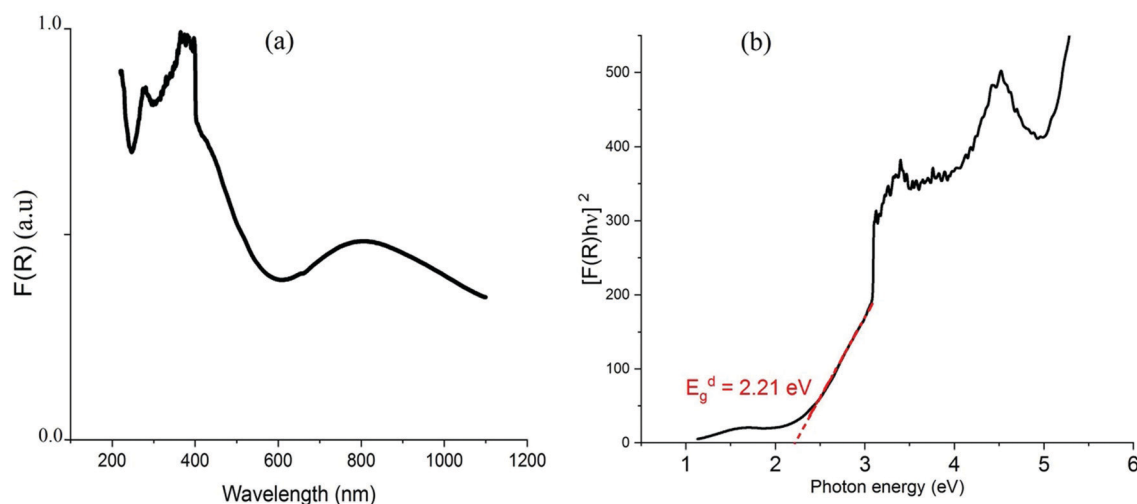 (a)
1.0
0.0
F(R) (a.u)
200 400 600 800 1000 1200
Wavelength (nm)
(b)
500
400
300
200
100
0
[F(R)hν]²
E_g^d = 2.21 eV
1 2 3 4 5 6
Photon energy (eV)